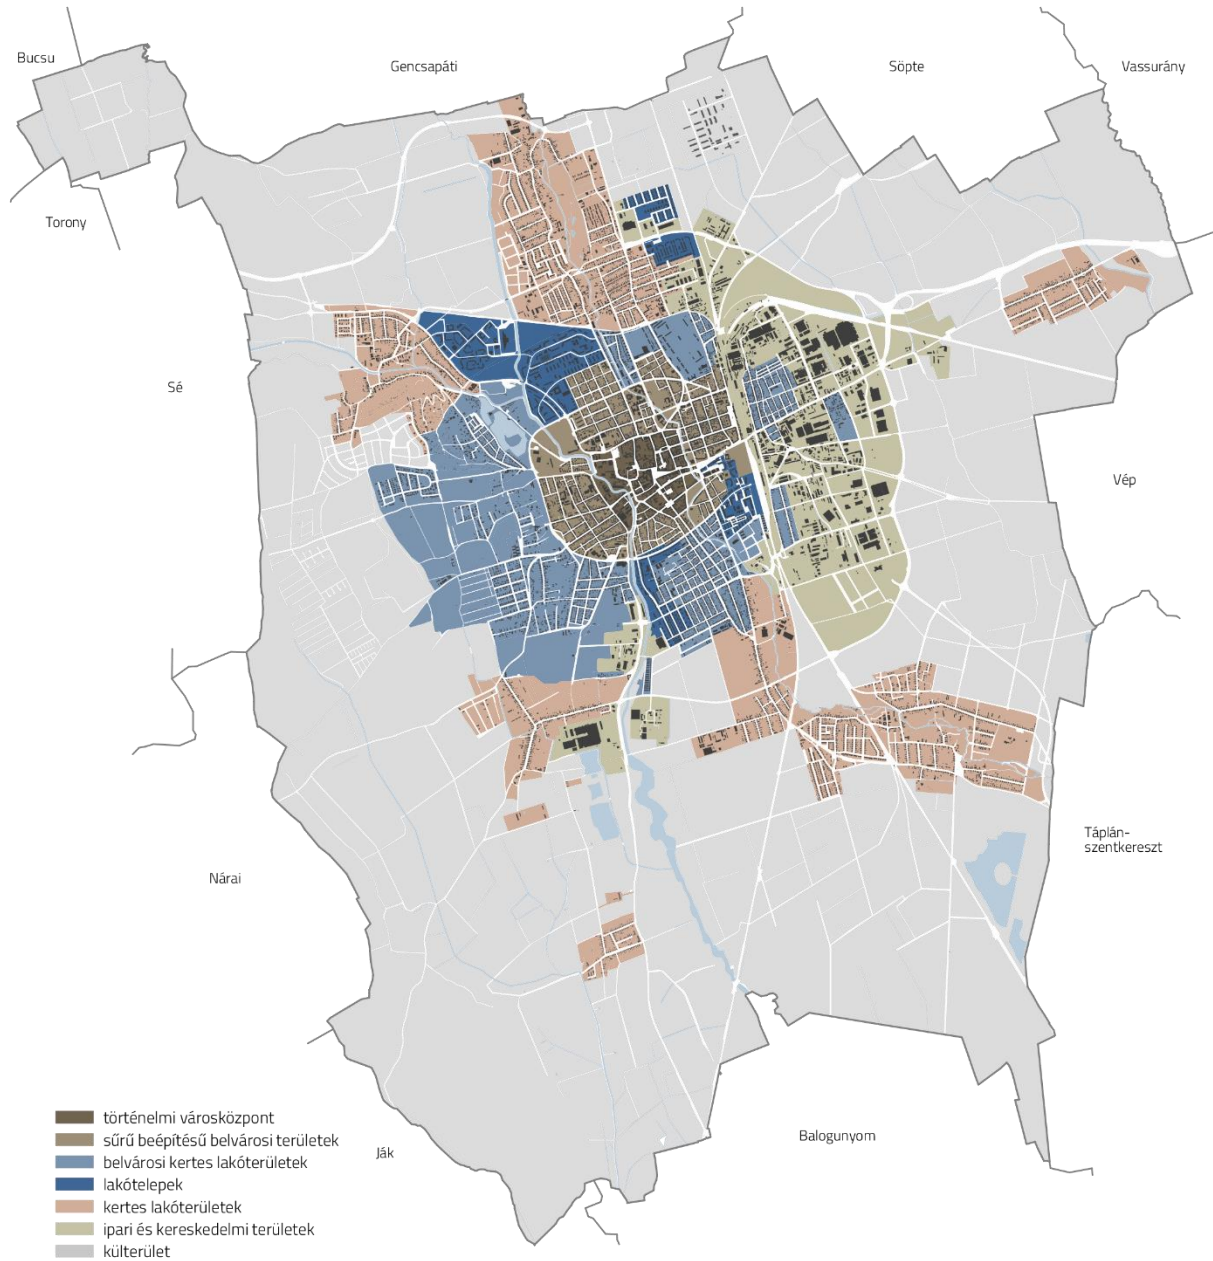 Bucsu
Gencsapáti
Söpte
Vassurány
Torony
Sé
Vép
Táplán-
szentkereszt
Nárai
Balogunyom
Ják
történelmi városközpont
sűrű beépítésű belvárosi területek
belvárosi kertes lakóterületek
lakótelepek
kertes lakóterületek
ipari és kereskedelmi területek
külterület